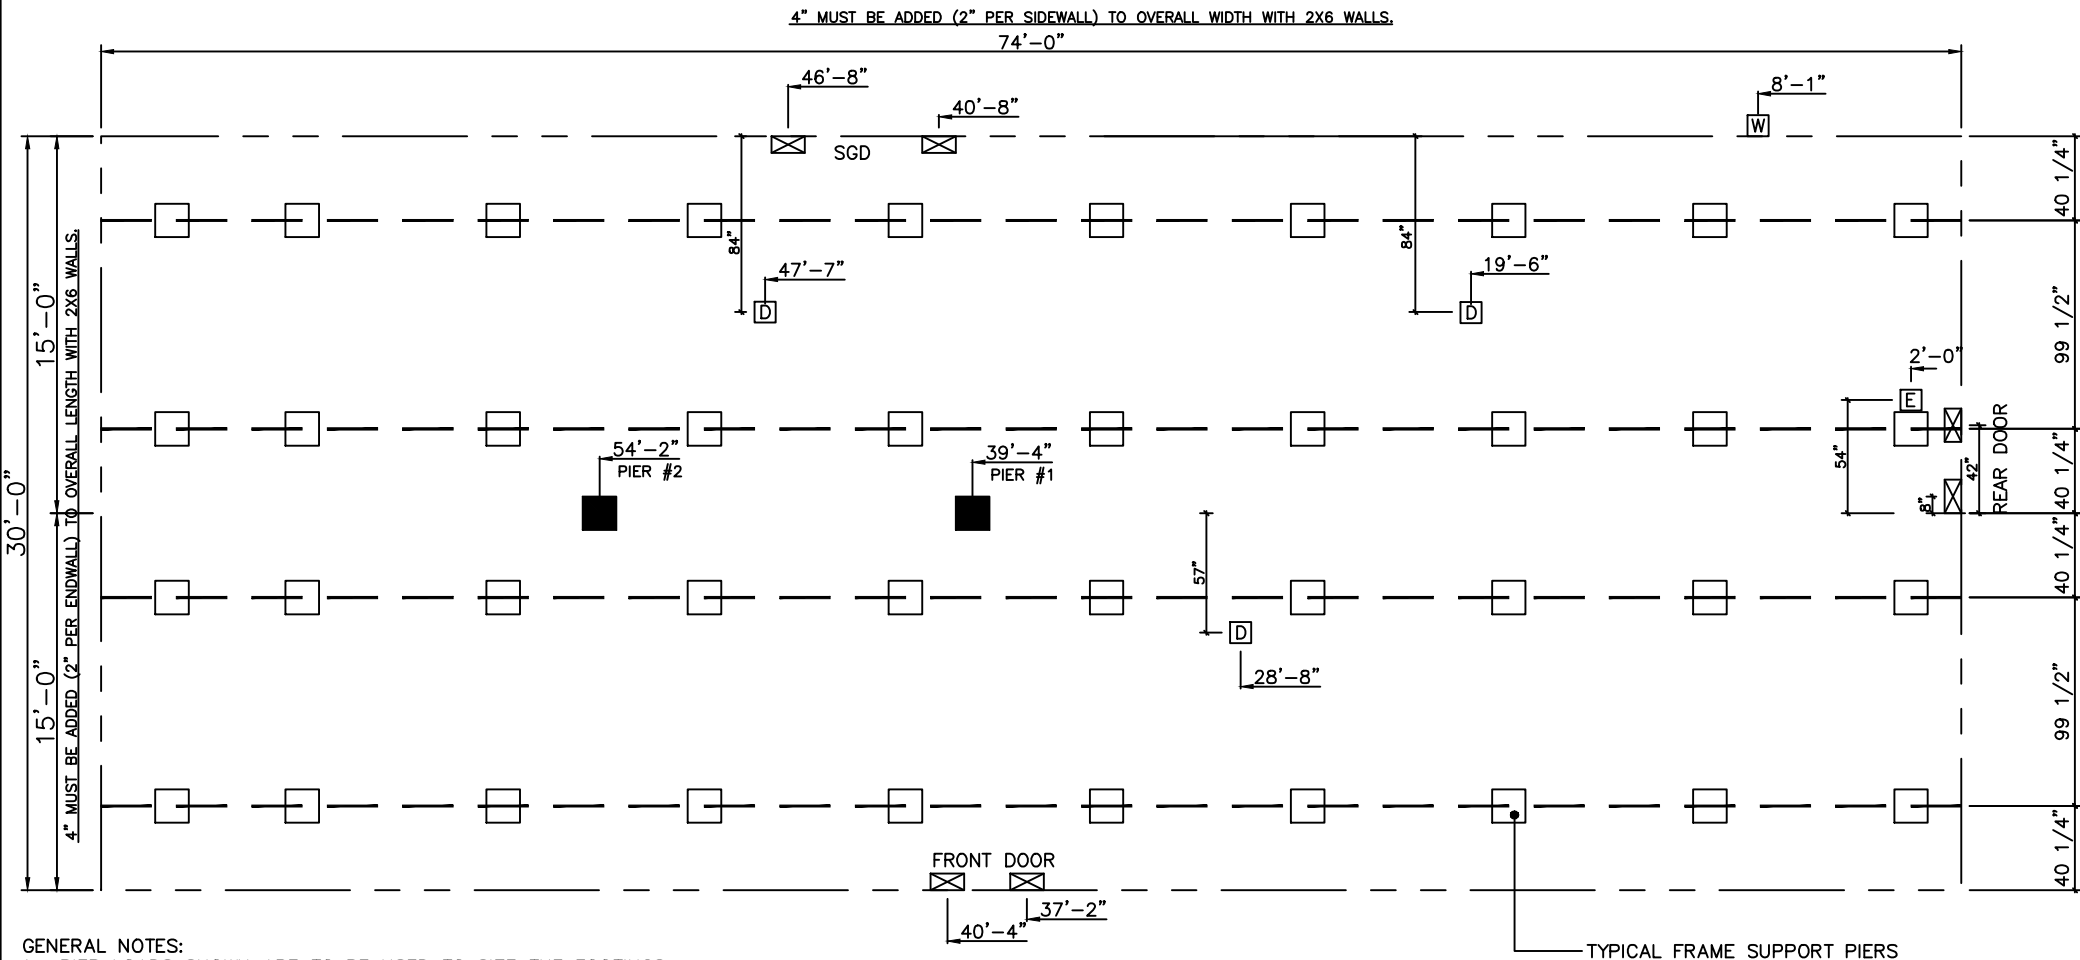 4" MUST BE ADDED (2" PER SIDEWALL) TO OVERALL WIDTH WITH 2X6 WALLS.
74'-0"
46'-8"
40'-8"
8'-1"
W
SGD
40 1/4"
84"
84"
47'-7"
D
19'-6"
D
99 1/2"
15'-0"
4" MUST BE ADDED (2" PER ENDWALL) TO OVERALL LENGTH WITH 2X6 WALLS.
30'-0"
2'-0"
E
54"
42"
8"
REAR DOOR
40 1/4"
54'-2"
PIER #2
39'-4"
PIER #1
40 1/4"
57"
D
28'-8"
15'-0"
99 1/2"
40 1/4"
FRONT DOOR
37'-2"
40'-4"
GENERAL NOTES:
TYPICAL FRAME SUPPORT PIERS